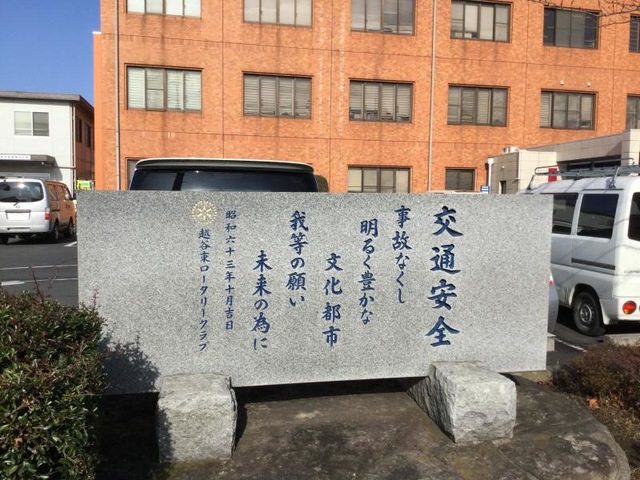 交通安全
事故なくし
明るく豊かな
文化都市
我等の願い
未来の為に
昭和六十三年十月吉日
越谷東ロータリークラブ